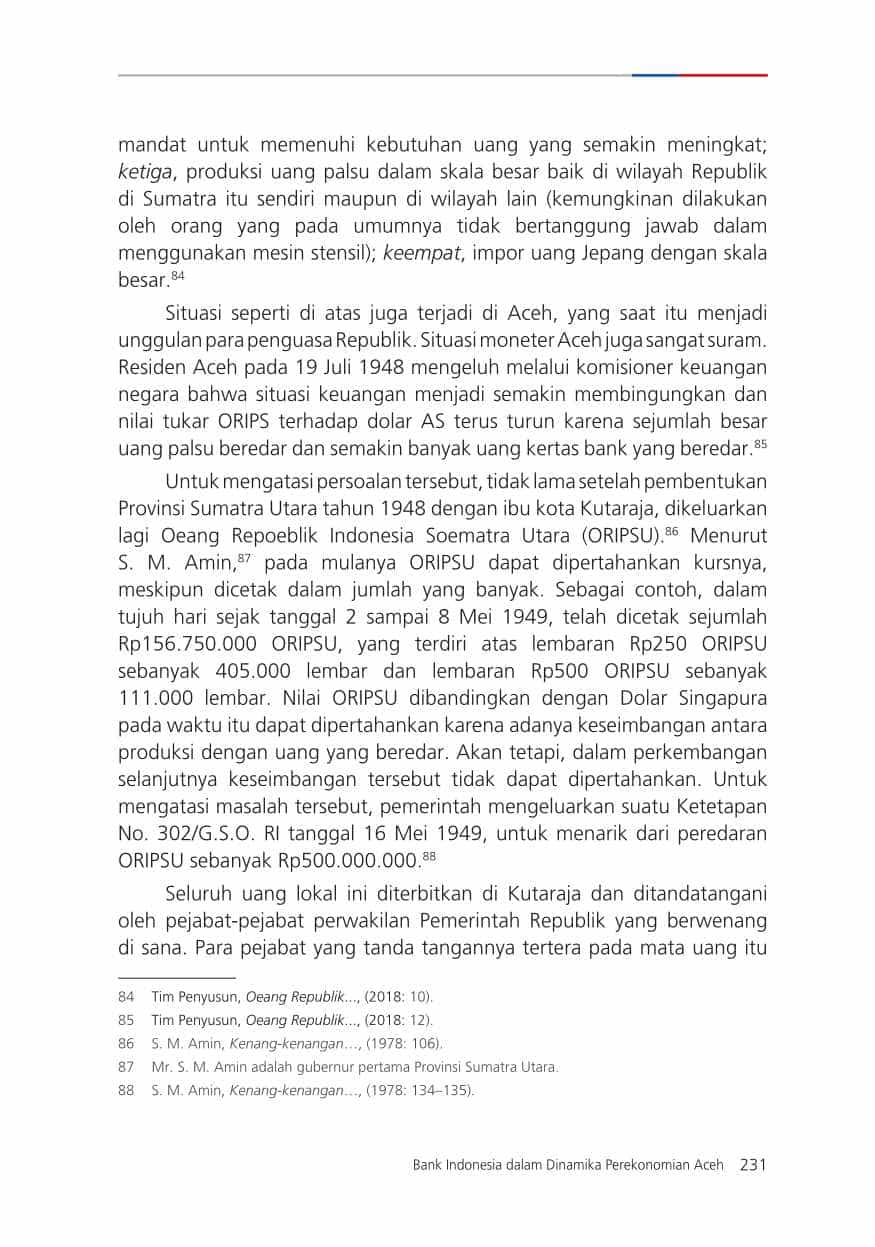 mandat untuk memenuhi kebutuhan uang yang semakin meningkat;
ketiga, produksi uang palsu dalam skala besar baik di wilayah Republik
di Sumatra itu sendiri maupun di wilayah lain (kemungkinan dilakukan
oleh orang yang pada umumnya tidak bertanggung jawab dalam
menggunakan mesin stensil); keempat, impor uang Jepang dengan skala
besar.84
Situasi seperti di atas juga terjadi di Aceh, yang saat itu menjadi
unggulan para penguasa Republik. Situasi moneter Aceh juga sangat suram.
Residen Aceh pada 19 Juli 1948 mengeluh melalui komisioner keuangan
negara bahwa situasi keuangan menjadi semakin membingungkan dan
nilai tukar ORIPS terhadap dolar AS terus turun karena sejumlah besar
uang palsu beredar dan semakin banyak uang kertas bank yang beredar.85
Untuk mengatasi persoalan tersebut, tidak lama setelah pembentukan
Provinsi Sumatra Utara tahun 1948 dengan ibu kota Kutaraja, dikeluarkan
lagi Oeang Repoeblik Indonesia Soematra Utara (ORIPSU).86 Menurut
S. M. Amin,87 pada mulanya ORIPSU dapat dipertahankan kursnya,
meskipun dicetak dalam jumlah yang banyak. Sebagai contoh, dalam
tujuh hari sejak tanggal 2 sampai 8 Mei 1949, telah dicetak sejumlah
Rp156.750.000 ORIPSU, yang terdiri atas lembaran Rp250 ORIPSU
sebanyak 405.000 lembar dan lembaran Rp500 ORIPSU sebanyak
111.000 lembar. Nilai ORIPSU dibandingkan dengan Dolar Singapura
pada waktu itu dapat dipertahankan karena adanya keseimbangan antara
produksi dengan uang yang beredar. Akan tetapi, dalam perkembangan
selanjutnya keseimbangan tersebut tidak dapat dipertahankan. Untuk
mengatasi masalah tersebut, pemerintah mengeluarkan suatu Ketetapan
No. 302/G.S.O. RI tanggal 16 Mei 1949, untuk menarik dari peredaran
ORIPSU sebanyak Rp500.000.000.88
Seluruh uang lokal ini diterbitkan di Kutaraja dan ditandatangani
oleh pejabat-pejabat perwakilan Pemerintah Republik yang berwenang
di sana. Para pejabat yang tanda tangannya tertera pada mata uang itu
84 Tim Penyusun, Oeang Republik..., (2018: 10).
85 Tim Penyusun, Oeang Republik..., (2018: 12).
86 S. M. Amin, Kenang-kenangan…, (1978: 106).
87 Mr. S. M. Amin adalah gubernur pertama Provinsi Sumatra Utara.
88 S. M. Amin, Kenang-kenangan…, (1978: 134–135).
Bank Indonesia dalam Dinamika Perekonomian Aceh 231